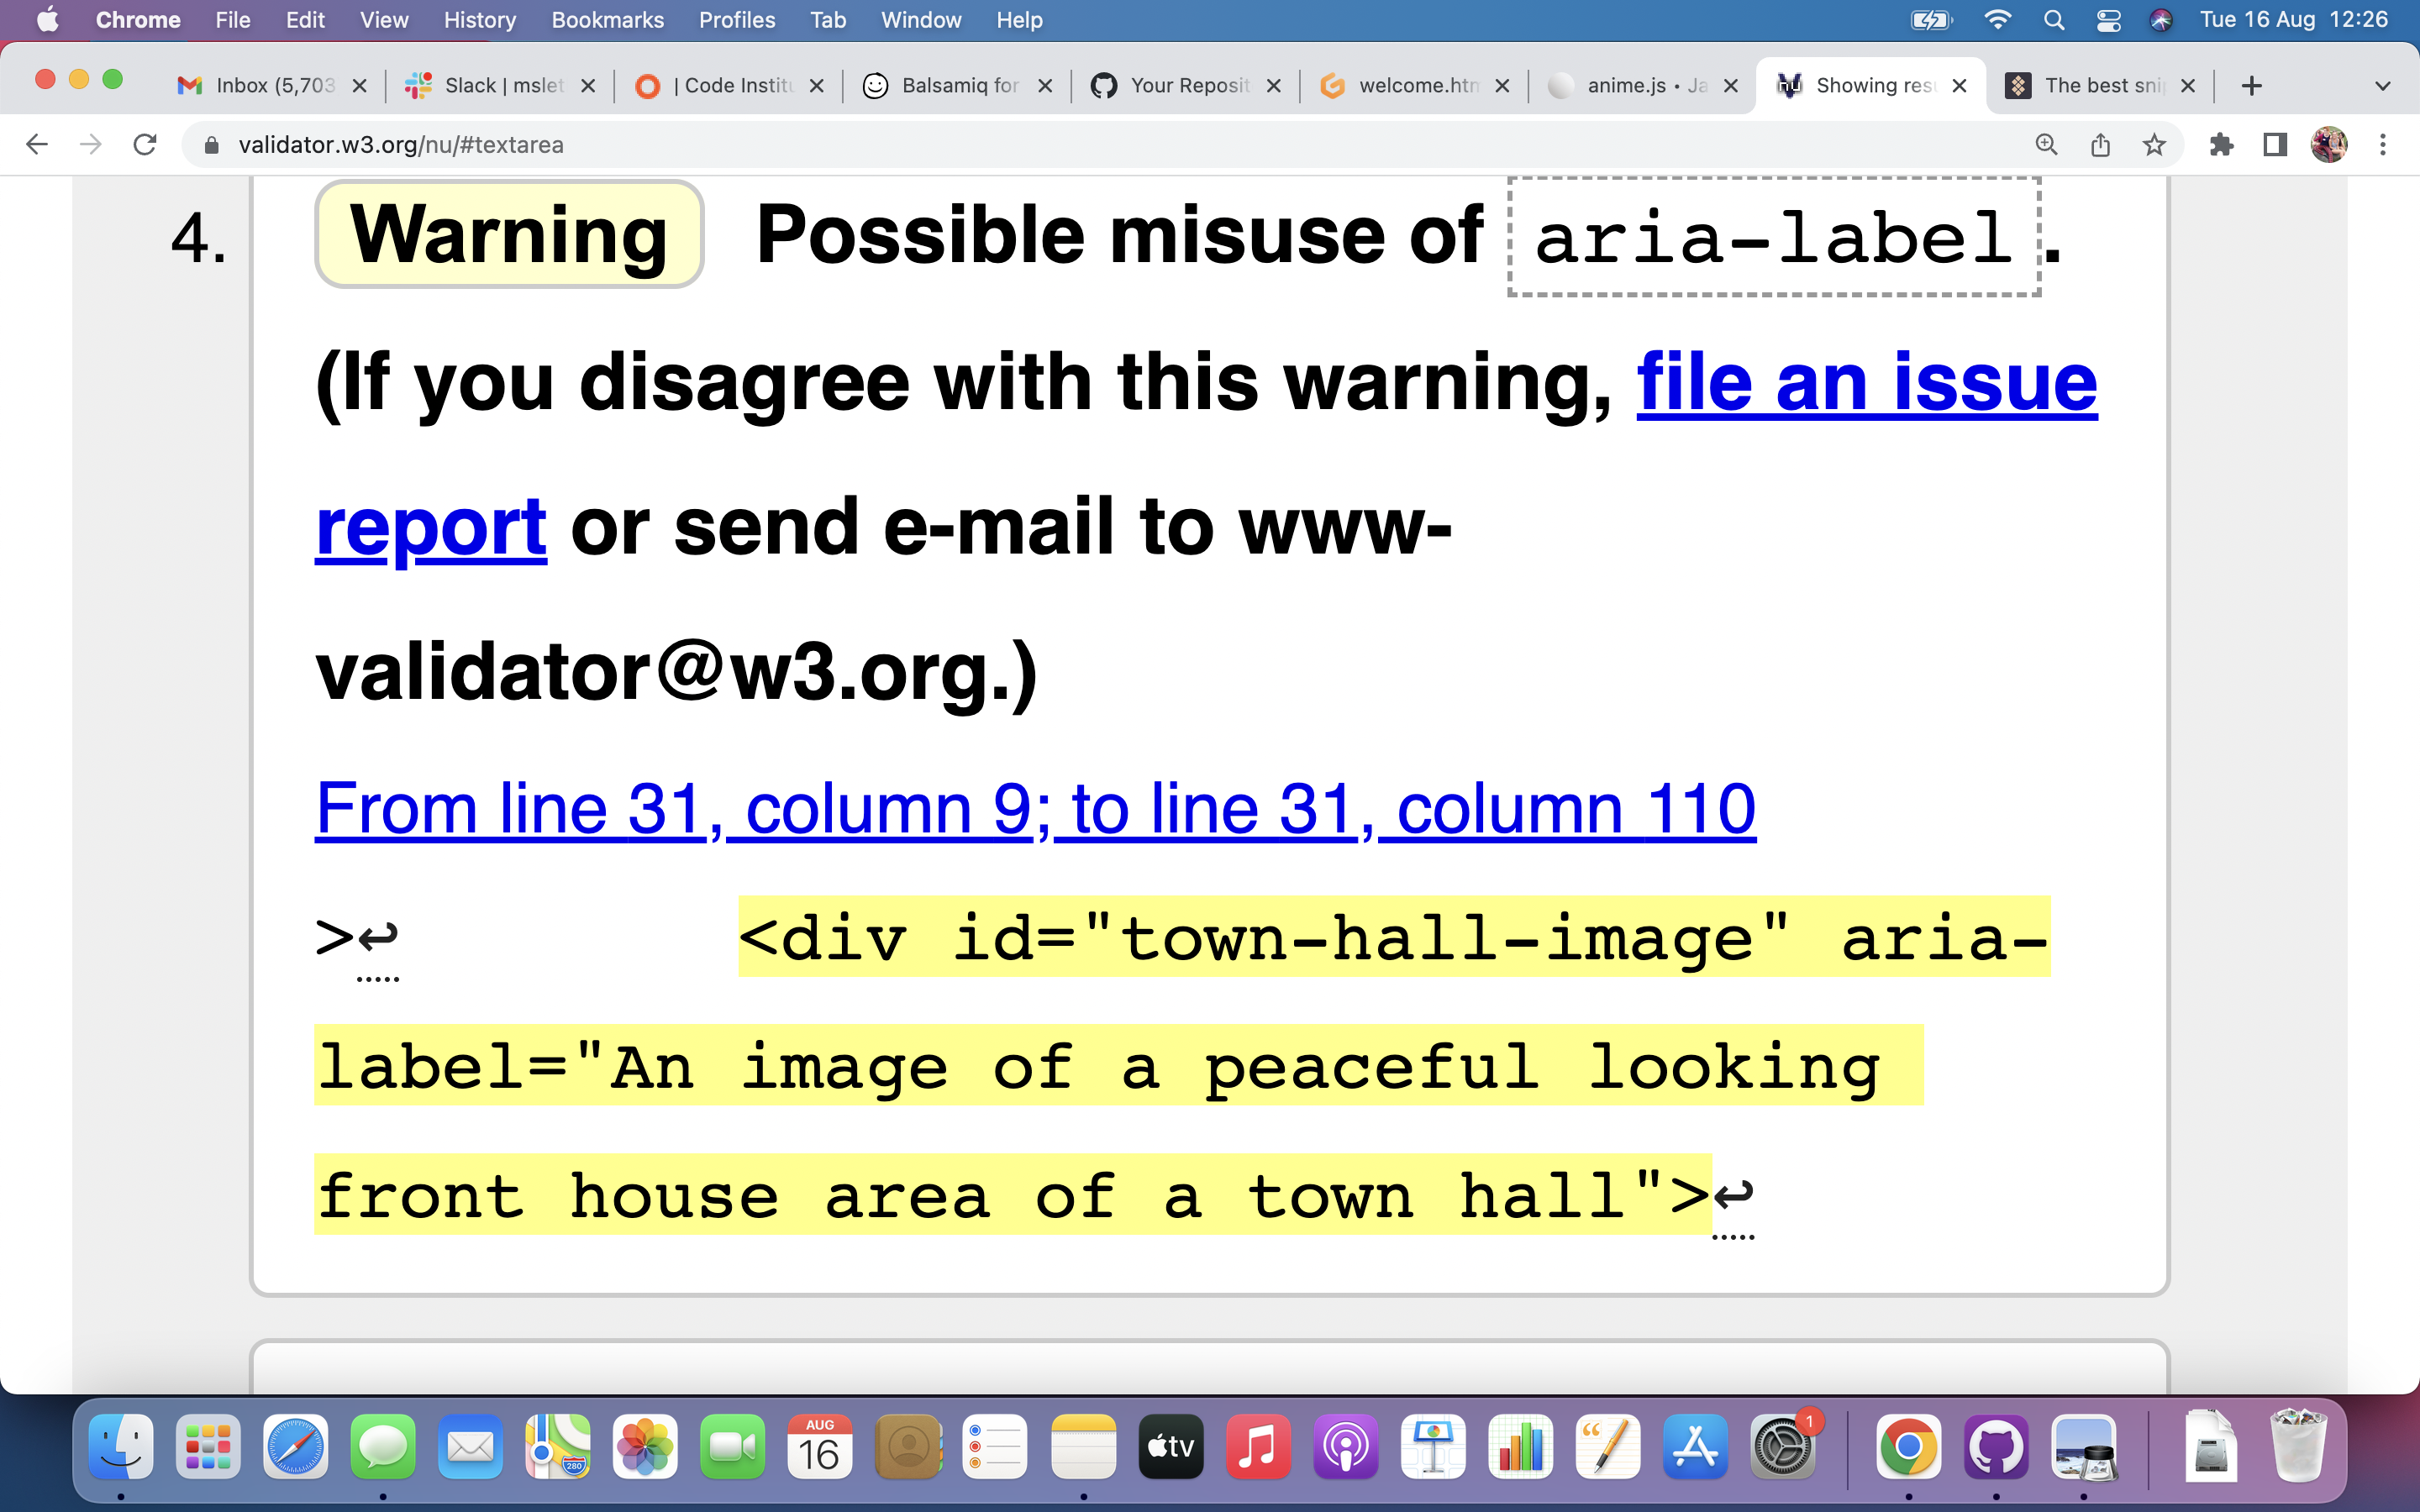 Chrome File Edit View History Bookmarks Profiles Tab Window Help Tue 16 Aug 12:26
Inbox (5,703 Slack | mslet | Code Institu Balsamiq for Your Reposit welcome.htm anime.js • Ja Showing resu The best snip
validator.w3.org/nu/#textarea
4. Warning Possible misuse of aria-label.
(If you disagree with this warning, file an issue
report or send e-mail to www-
validator@w3.org.)
From line 31, column 9; to line 31, column 110
>↩ <div id="town-hall-image" aria-
label="An image of a peaceful looking
front house area of a town hall">↩
AUG
16
280
tv
1